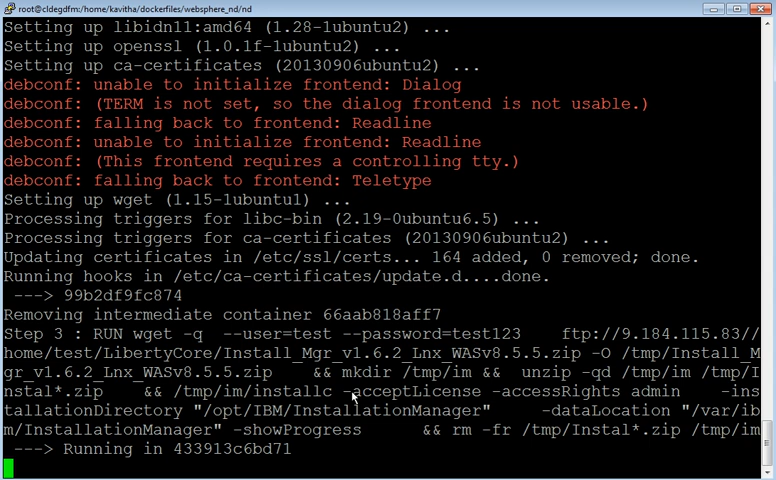 root@cldegdfm:/home/kavitha/dockerfiles/websphere_nd/nd
Setting up libidn11:amd64 (1.28-1ubuntu2) ...
Setting up openssl (1.0.1f-1ubuntu2) ...
Setting up ca-certificates (20130906ubuntu2) ...
debconf: unable to initialize frontend: Dialog
debconf: (TERM is not set, so the dialog frontend is not usable.)
debconf: falling back to frontend: Readline
debconf: unable to initialize frontend: Readline
debconf: (This frontend requires a controlling tty.)
debconf: falling back to frontend: Teletype
Setting up wget (1.15-1ubuntu1) ...
Processing triggers for libc-bin (2.19-0ubuntu6.5) ...
Processing triggers for ca-certificates (20130906ubuntu2) ...
Updating certificates in /etc/ssl/certs... 164 added, 0 removed; done.
Running hooks in /etc/ca-certificates/update.d....done.
 ---> 99b2df9fc874
Removing intermediate container 66aab818aff7
Step 3 : RUN wget -q  --user=test --password=test123    ftp://9.184.115.83//
home/test/LibertyCore/Install_Mgr_v1.6.2_Lnx_WASv8.5.5.zip -O /tmp/Install_M
gr_v1.6.2_Lnx_WASv8.5.5.zip    && mkdir /tmp/im &&  unzip -qd /tmp/im /tmp/I
nstal*.zip    && /tmp/im/installc -acceptLicense -accessRights admin    -ins
tallationDirectory "/opt/IBM/InstallationManager"     -dataLocation "/var/ib
m/InstallationManager" -showProgress     && rm -fr /tmp/Instal*.zip /tmp/im
 ---> Running in 433913c6bd71